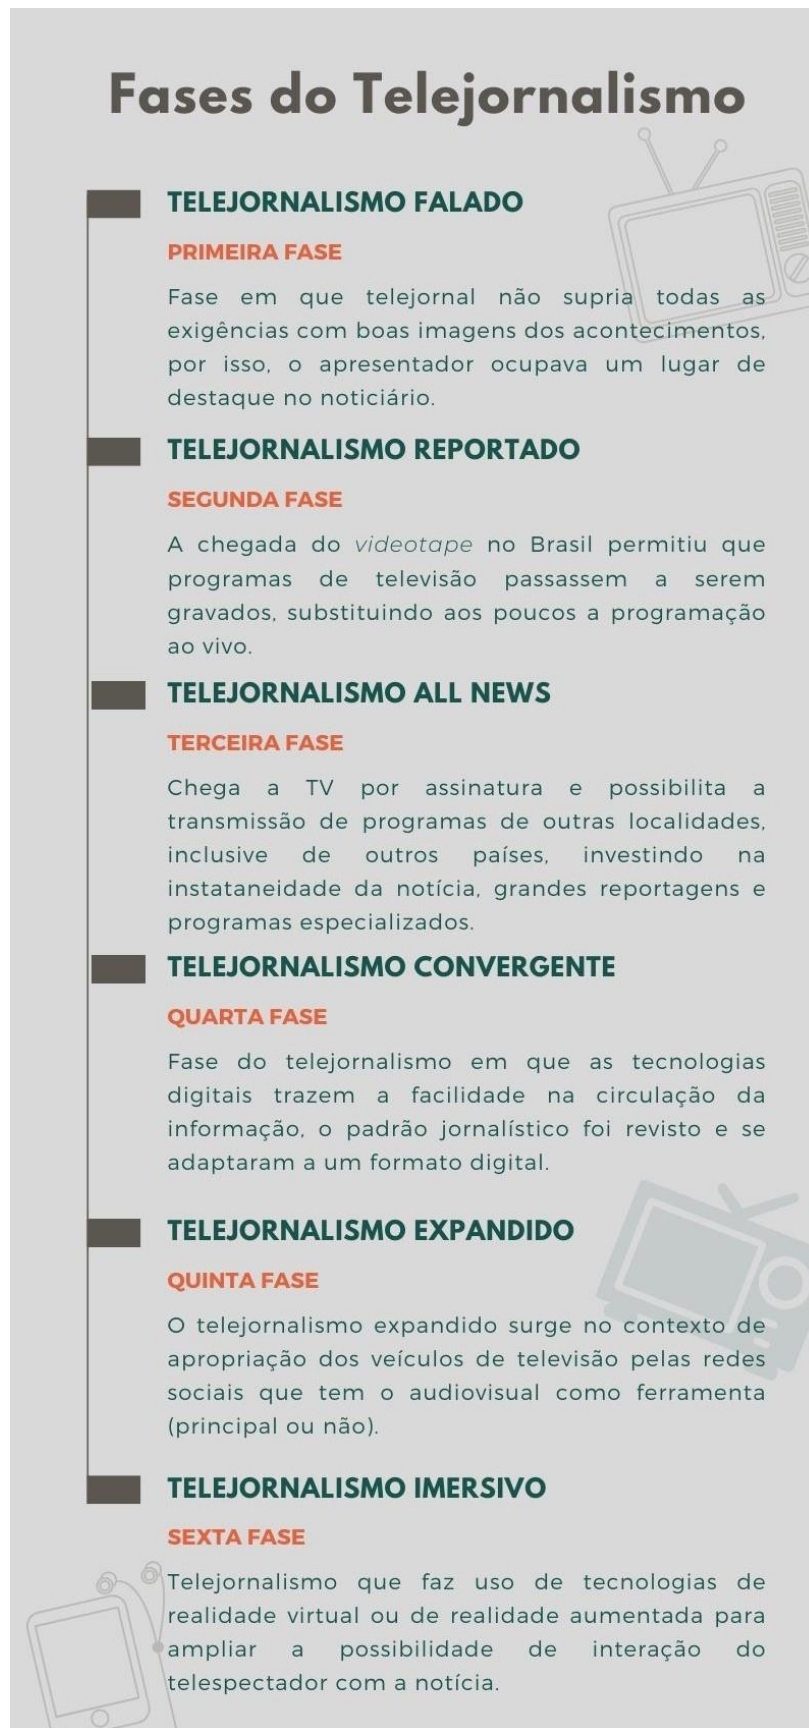 Fases do Telejornalismo
TELEJORNALISMO FALADO
PRIMEIRA FASE
Fase em que telejornal não supria todas as
exigências com boas imagens dos acontecimentos,
por isso, o apresentador ocupava um lugar de
destaque no noticiário.
TELEJORNALISMO REPORTADO
SEGUNDA FASE
A chegada do videotape no Brasil permitiu que
programas de televisão passassem a serem
gravados, substituindo aos poucos a programação
ao vivo.
TELEJORNALISMO ALL NEWS
TERCEIRA FASE
Chega a TV por assinatura e possibilita a
transmissão de programas de outras localidades,
inclusive de outros países, investindo na
instataneidade da notícia, grandes reportagens e
programas especializados.
TELEJORNALISMO CONVERGENTE
QUARTA FASE
Fase do telejornalismo em que as tecnologias
digitais trazem a facilidade na circulação da
informação, o padrão jornalístico foi revisto e se
adaptaram a um formato digital.
TELEJORNALISMO EXPANDIDO
QUINTA FASE
O telejornalismo expandido surge no contexto de
apropriação dos veículos de televisão pelas redes
sociais que tem o audiovisual como ferramenta
(principal ou não).
TELEJORNALISMO IMERSIVO
SEXTA FASE
Telejornalismo que faz uso de tecnologias de
realidade virtual ou de realidade aumentada para
ampliar a possibilidade de interação do
telespectador com a notícia.